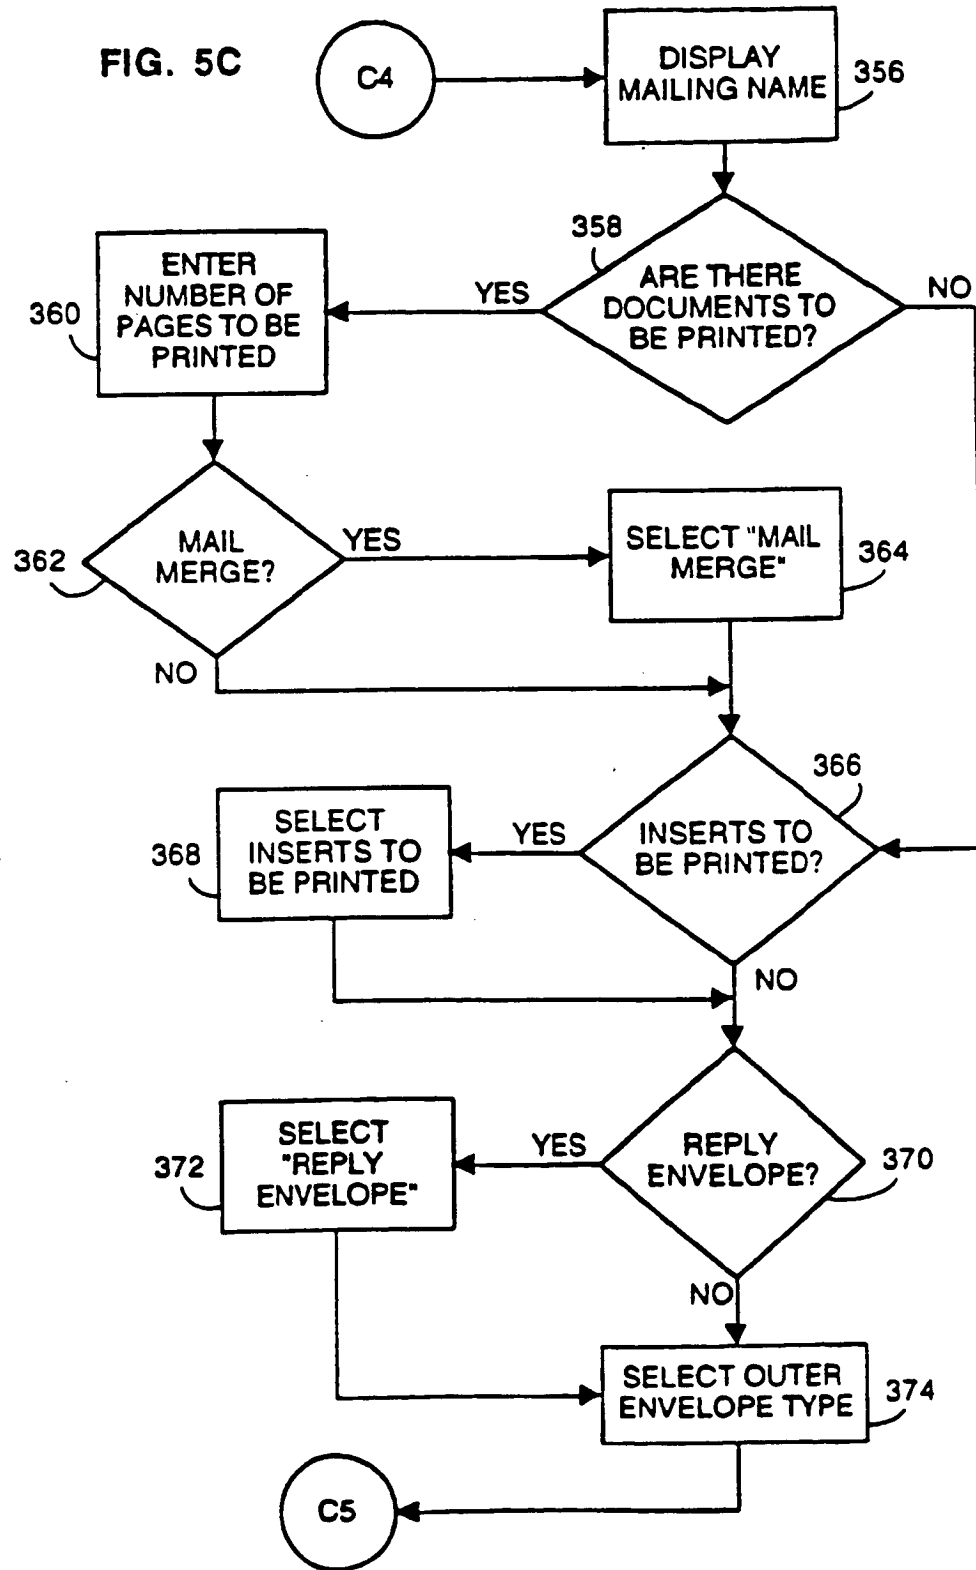 FIG. 5C
C4
DISPLAY
MAILING NAME
356
358
ARE THERE
DOCUMENTS TO
BE PRINTED?
YES
NO
ENTER
NUMBER OF
PAGES TO BE
PRINTED
360
MAIL
MERGE?
362
YES
NO
SELECT "MAIL
MERGE"
364
366
INSERTS TO
BE PRINTED?
YES
NO
SELECT
INSERTS TO
BE PRINTED
368
REPLY
ENVELOPE?
370
YES
NO
SELECT
"REPLY
ENVELOPE"
372
SELECT OUTER
ENVELOPE TYPE
374
C5